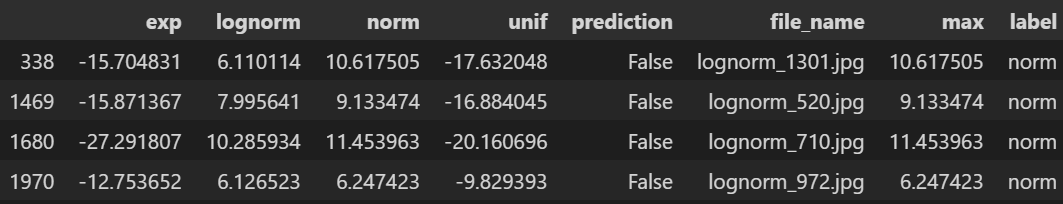 exp lognorm norm unif prediction file_name max label
338 -15.704831 6.110114 10.617505 -17.632048 False lognorm_1301.jpg 10.617505 norm
1469 -15.871367 7.995641 9.133474 -16.884045 False lognorm_520.jpg 9.133474 norm
1680 -27.291807 10.285934 11.453963 -20.160696 False lognorm_710.jpg 11.453963 norm
1970 -12.753652 6.126523 6.247423 -9.829393 False lognorm_972.jpg 6.247423 norm